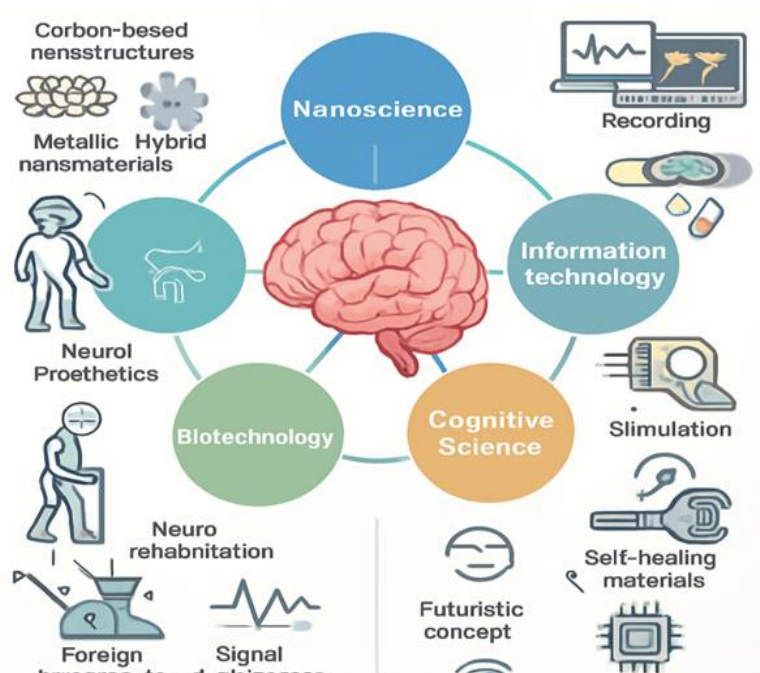 Corbon-besed
nensstructures
Metallic Hybrid
nansmaterials
Nanoscience
Recording
Information
technology
Neurol
Proethetics
Blotechnology
Cognitive
Science
Slimulation
Neuro
rehabnitation
Self-healing
materials
Futuristic
concept
Foreign
Signal